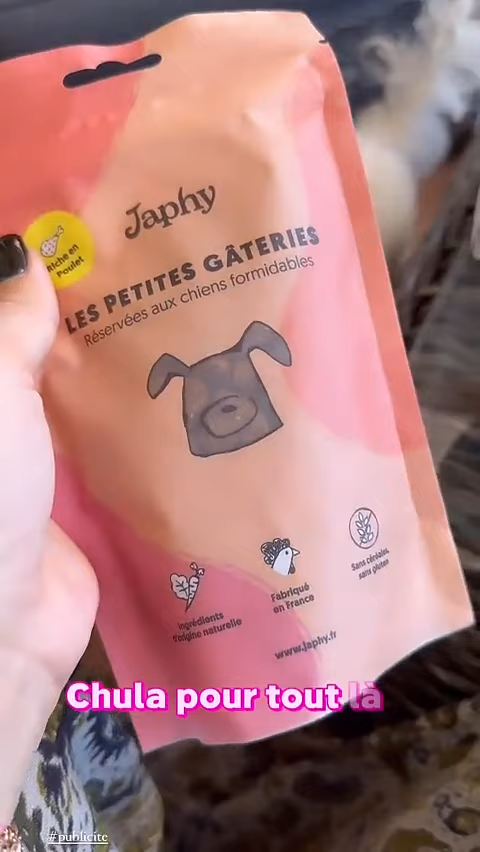 Japhy
Riche en
Poulet
LES PETITES GÂTERIES
Réservées aux chiens formidables
Ingrédients
d'origine naturelle
Fabriqué
en France
Sans céréales,
sans gluten
www.japhy.fr
Chula pour tout là
#publicite